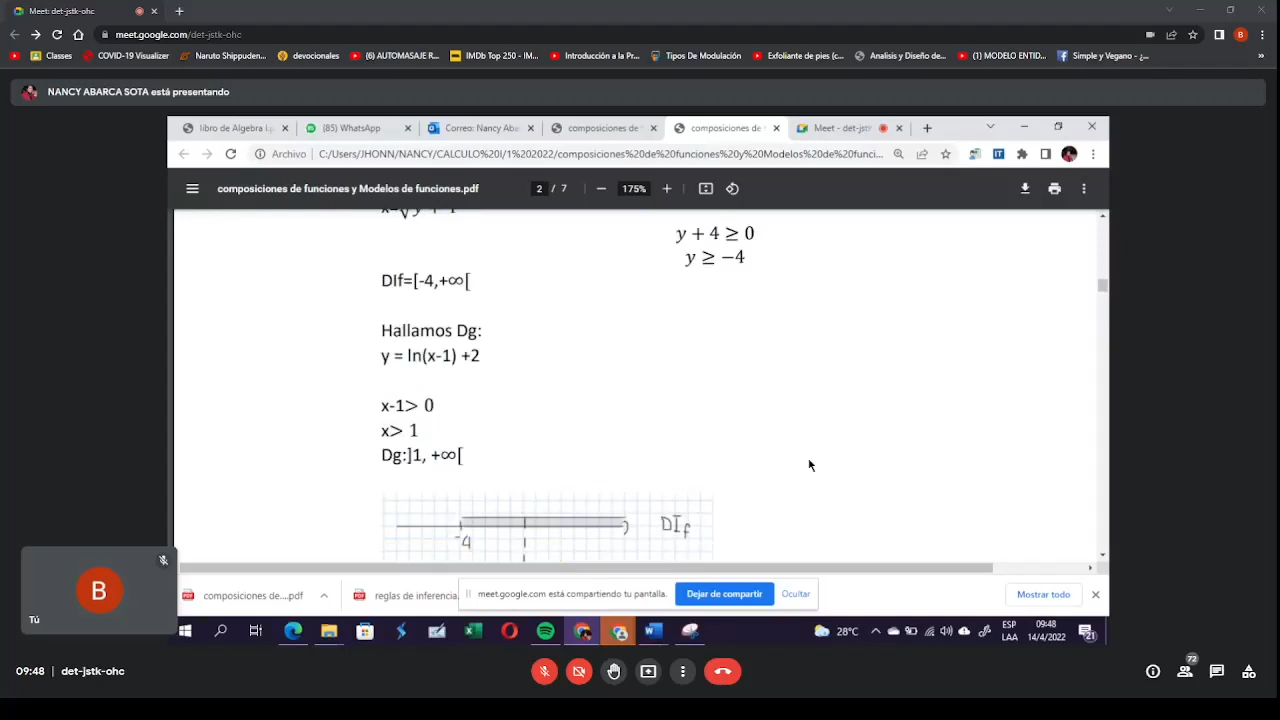 Meet: det-jstk-ohc
meet.google.com/det-jstk-ohc
Classes
COVID-19 Visualizer
Naruto Shippuden...
devocionales
(6) AUTOMASAJE R...
IMDb Top 250 - IM...
Introducción a la Pr...
Tipos De Modulación
Exfoliante de pies (c...
Analisis y Diseño de...
(1) MODELO ENTID...
Simple y Vegano - ¿...
NANCY ABARCA SOTA está presentando
libro de Algebra
(85) WhatsApp
Correo: Nancy Aba
composiciones de
composiciones de
Meet - det-jst
Archivo
C:/Users/JHONN/NANCY/CALCULO%20I/1%202022/composiciones%20de%20funciones%20y%20Modelos%20de%20funci...
composiciones de funciones y Modelos de funciones.pdf
2 / 7
175%
y + 4 ≥ 0
y ≥ −4
DIf=[-4,+∞[
Hallamos Dg:
y = ln(x-1) +2
x-1> 0
x> 1
Dg:]1, +∞[
-4
DIf
B
Tú
composiciones de....pdf
reglas de inferencia.
meet.google.com está compartiendo tu pantalla.
Dejar de compartir
Ocultar
Mostrar todo
28°C
ESP
LAA
09:48
14/4/2022
21
09:48
det-jstk-ohc
72